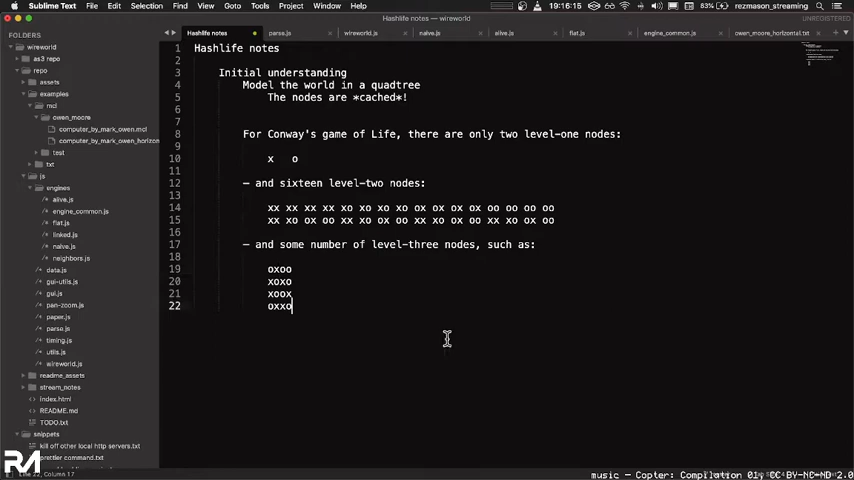 Sublime Text File Edit Selection Find View Goto Tools Project Window Help
83% 19:16:15 rezmason_streaming
Hashlife notes — wireworld
UNREGISTERED
Hashlife notes parse.js wireworld.js naive.js alive.js flat.js engine_common.js owen_moore_horizontal.txt
FOLDERS
wireworld
as3 repo
repo
assets
examples
mcl
owen_moore
computer_by_mark_owen.mcl
computer_by_mark_owen_horizon
test
txt
js
engines
alive.js
engine_common.js
flat.js
linked.js
naive.js
neighbors.js
data.js
gui-utils.js
gui.js
pan-zoom.js
paper.js
parse.js
timing.js
utils.js
wireworld.js
readme_assets
stream_notes
index.html
README.md
TODO.txt
snippets
kill off other local http servers.txt
prettier command.txt
1 Hashlife notes
2
3 Initial understanding
4 Model the world in a quadtree
5 The nodes are *cached*!
6
7
8 For Conway's game of Life, there are only two level-one nodes:
9
10 x o
11
12 — and sixteen level-two nodes:
13
14 xx xx xx xx xo xo xo xo ox ox ox ox oo oo oo oo
15 xx xo ox oo xx xo ox oo xx xo ox oo xx xo ox oo
16
17 — and some number of level-three nodes, such as:
18
19 oxoo
20 xoxo
21 xoox
22 oxxo
Line 22, Column 17
music - Copter: Compilation 01, CC BY-NC-ND 2.0